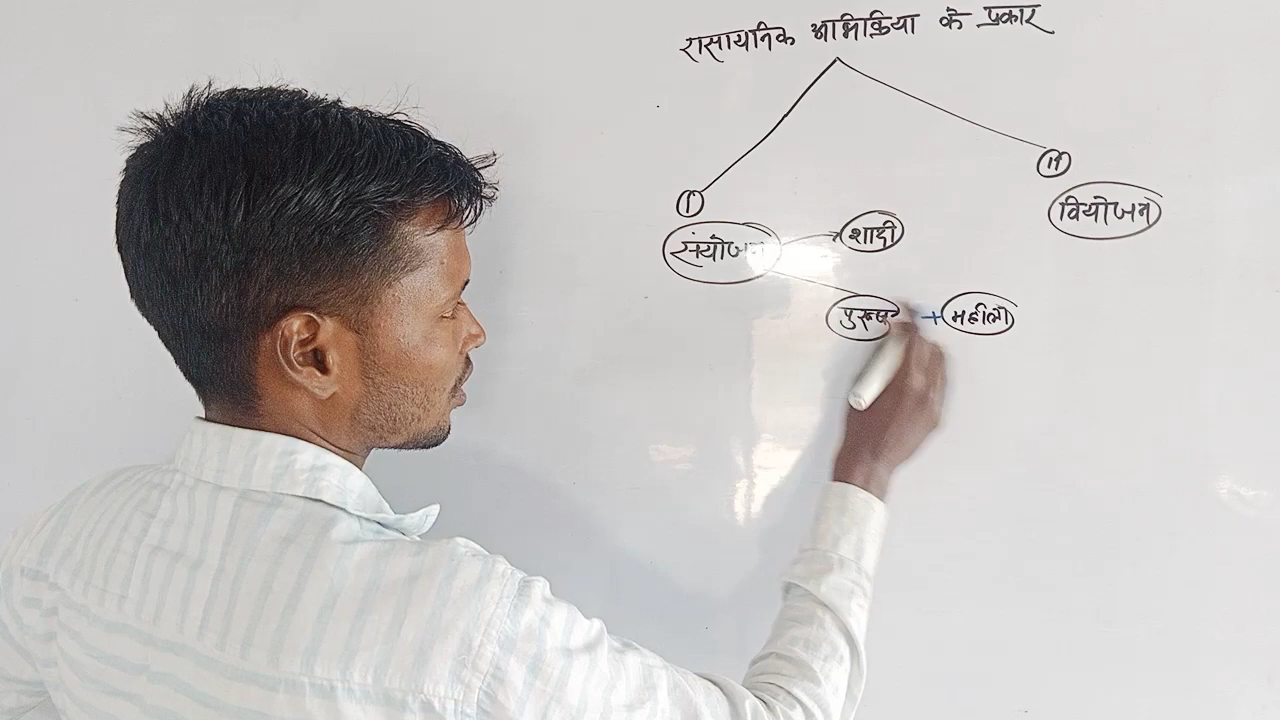 रासायनिक अभिक्रिया के प्रकार
I II
संयोजन शादी वियोजन
पुरुष + महीला